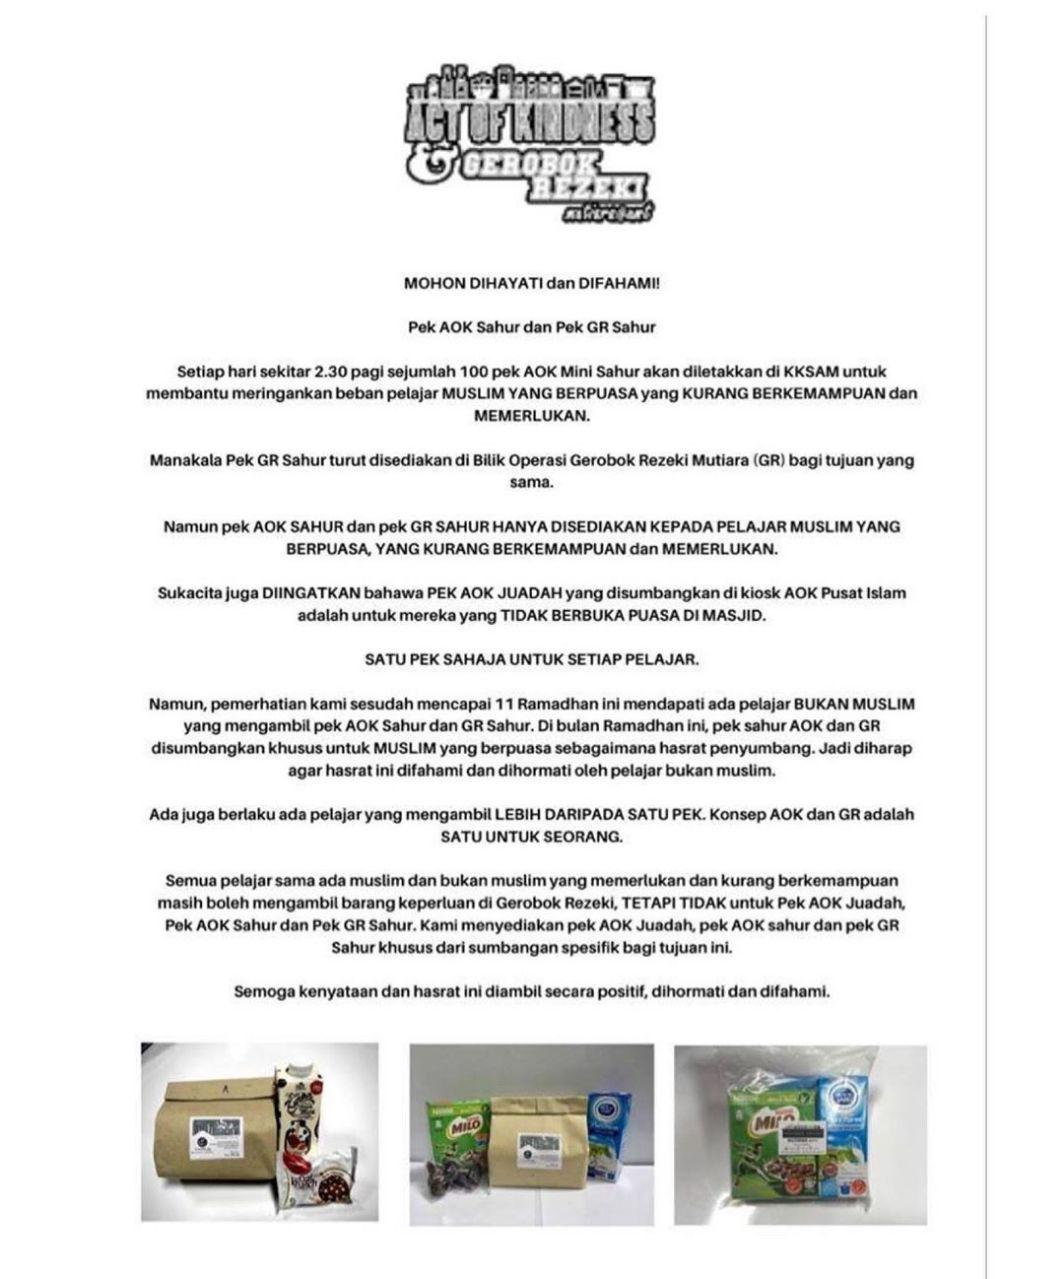 ACT OF KINDNESS
& GEROBOK
REZEKI
MOHON DIHAYATI dan DIFAHAMI!
Pek AOK Sahur dan Pek GR Sahur
Setiap hari sekitar 2.30 pagi sejumlah 100 pek AOK Mini Sahur akan diletakkan di KKSAM untuk
membantu meringankan beban pelajar MUSLIM YANG BERPUASA yang KURANG BERKEMAMPUAN dan
MEMERLUKAN.
Manakala Pek GR Sahur turut disediakan di Bilik Operasi Gerobok Rezeki Mutiara (GR) bagi tujuan yang
sama.
Namun pek AOK SAHUR dan pek GR SAHUR HANYA DISEDIAKAN KEPADA PELAJAR MUSLIM YANG
BERPUASA, YANG KURANG BERKEMAMPUAN dan MEMERLUKAN.
Sukacita juga DIINGATKAN bahawa PEK AOK JUADAH yang disumbangkan di kiosk AOK Pusat Islam
adalah untuk mereka yang TIDAK BERBUKA PUASA DI MASJID.
SATU PEK SAHAJA UNTUK SETIAP PELAJAR.
Namun, pemerhatian kami sesudah mencapai 11 Ramadhan ini mendapati ada pelajar BUKAN MUSLIM
yang mengambil pek AOK Sahur dan GR Sahur. Di bulan Ramadhan ini, pek sahur AOK dan GR
disumbangkan khusus untuk MUSLIM yang berpuasa sebagaimana hasrat penyumbang. Jadi diharap
agar hasrat ini difahami dan dihormati oleh pelajar bukan muslim.
Ada juga berlaku ada pelajar yang mengambil LEBIH DARIPADA SATU PEK. Konsep AOK dan GR adalah
SATU UNTUK SEORANG.
Semua pelajar sama ada muslim dan bukan muslim yang memerlukan dan kurang berkemampuan
masih boleh mengambil barang keperluan di Gerobok Rezeki, TETAPI TIDAK untuk Pek AOK Juadah,
Pek AOK Sahur dan Pek GR Sahur. Kami menyediakan pek AOK Juadah, pek AOK sahur dan pek GR
Sahur khusus dari sumbangan spesifik bagi tujuan ini.
Semoga kenyataan dan hasrat ini diambil secara positif, dihormati dan difahami.
A
MILO
Nestle
MILO